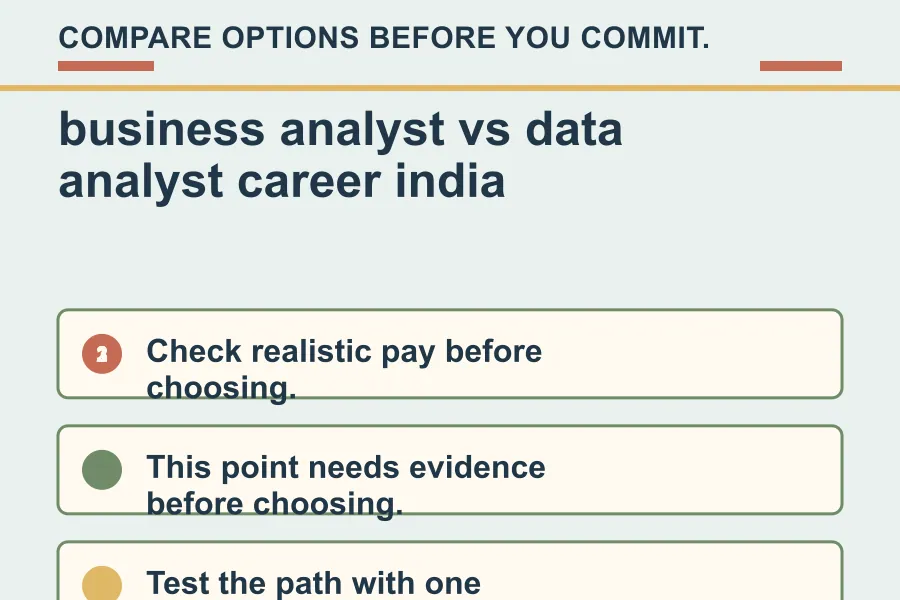 COMPARE OPTIONS BEFORE YOU COMMIT.
business analyst vs data
analyst career india
Check realistic pay before
choosing.
This point needs evidence
before choosing.
Test the path with one